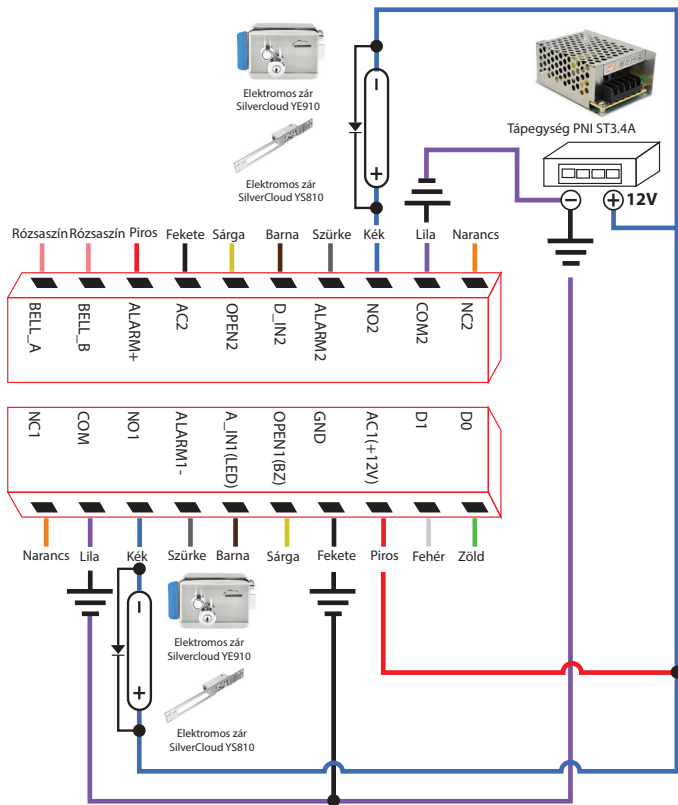 Elektromos zár
Silvercloud YE910
Elektromos zár
SilverCloud YS810
Tápegység PNI ST3.4A
12V
Rózsaszín Rózsaszín Piros Fekete Sárga Barna Szürke Kék Lila Narancs
BELL_A
BELL_B
ALARM+
AC2
OPEN2
D_IN2
ALARM2
NO2
COM2
NC2
NC1
COM
NO1
ALARM1-
A_IN1(LED)
OPEN1(BZ)
GND
AC1(+12V)
D1
D0
Narancs Lila Kék Szürke Barna Sárga Fekete Piros Fehér Zöld
Elektromos zár
Silvercloud YE910
Elektromos zár
SilverCloud YS810